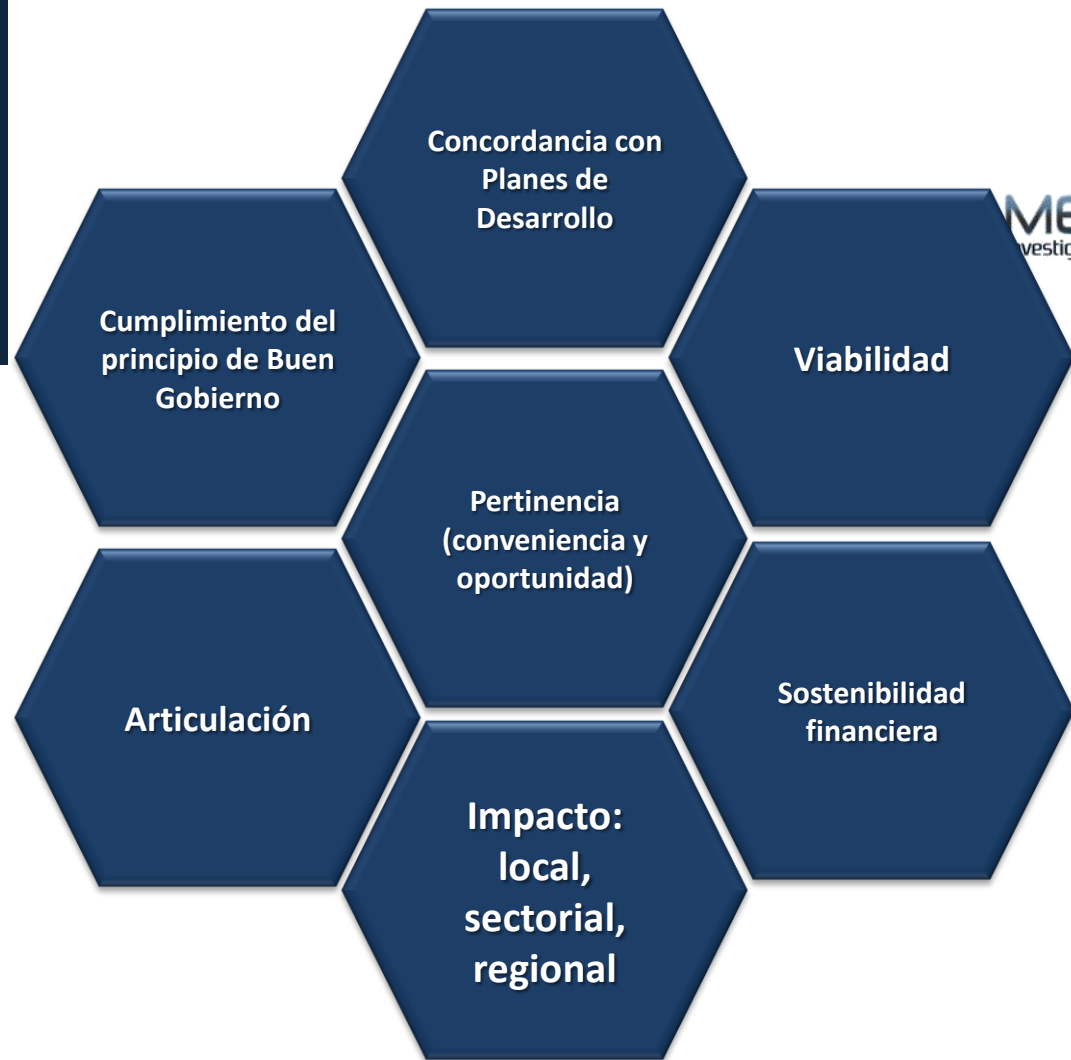 Concordancia con
Planes de
Desarrollo
Cumplimiento del
principio de Buen
Gobierno
Viabilidad
Pertinencia
(conveniencia y
oportunidad)
Articulación
Sostenibilidad
financiera
Impacto:
local,
sectorial,
regional